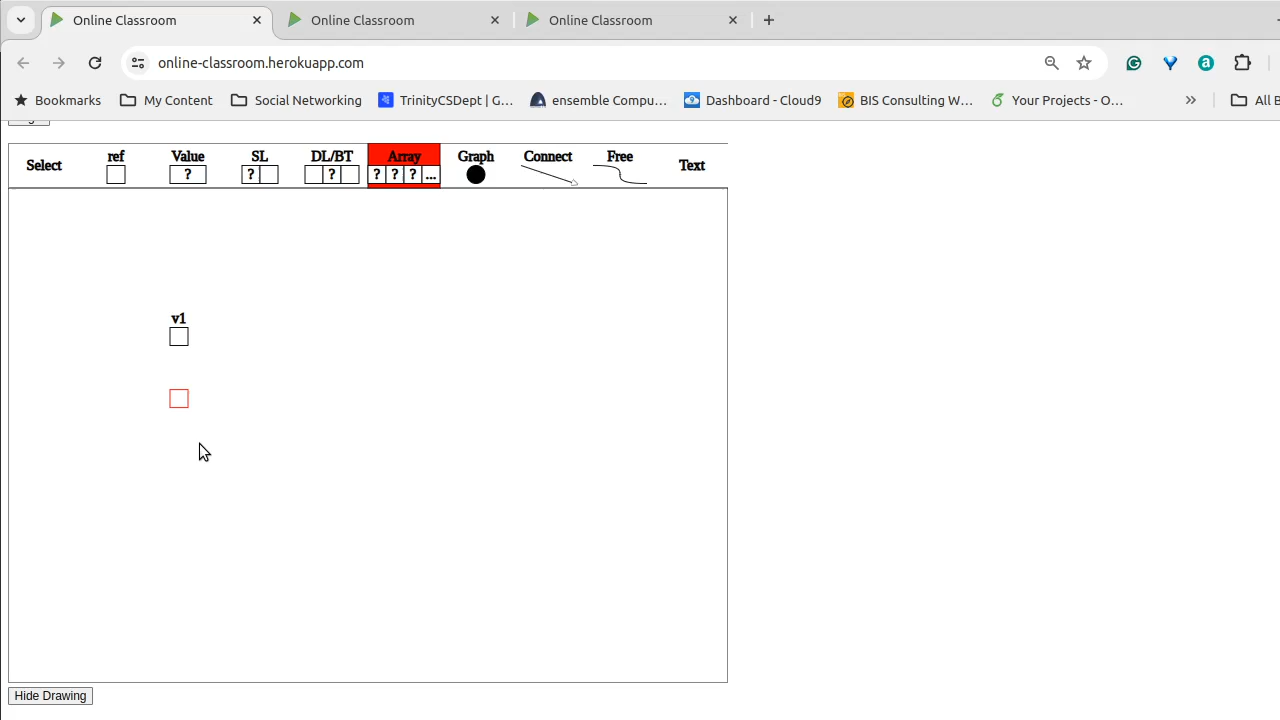 Online Classroom
Online Classroom
Online Classroom
online-classroom.herokuapp.com
Bookmarks
My Content
Social Networking
TrinityCSDept | G…
ensemble Compu…
Dashboard - Cloud9
BIS Consulting W…
Your Projects - O…
All B
Select
ref
Value
?
SL
?
DL/BT
?
Array
? ? ? ...
Graph
Connect
Free
Text
v1
Hide Drawing